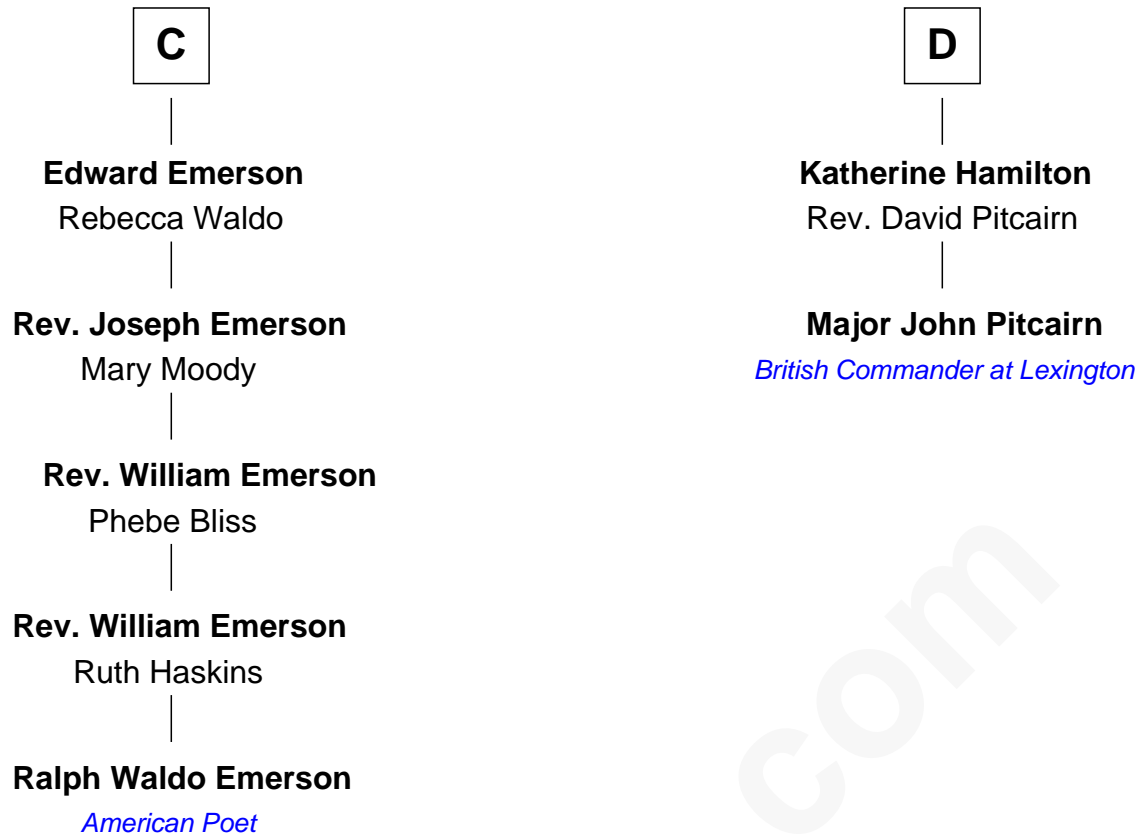 C
Edward Emerson
Rebecca Waldo
Rev. Joseph Emerson
Mary Moody
Rev. William Emerson
Phebe Bliss
Rev. William Emerson
Ruth Haskins
Ralph Waldo Emerson
American Poet
D
Katherine Hamilton
Rev. David Pitcairn
Major John Pitcairn
British Commander at Lexington
com